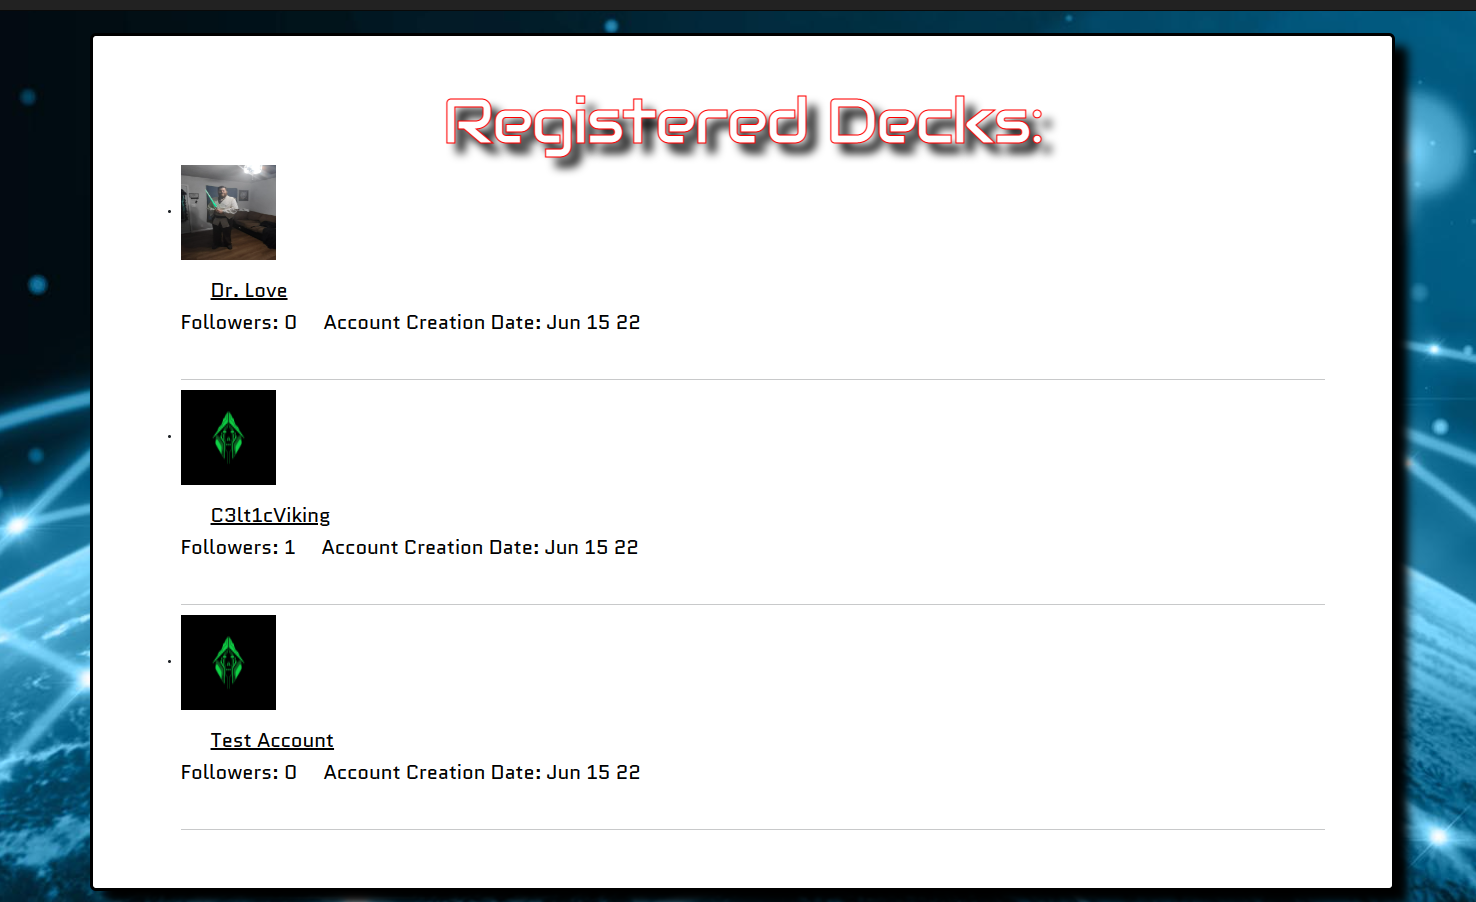 Registered Decks:
Dr. Love
Followers: 0 Account Creation Date: Jun 15 22
C3lt1cViking
Followers: 1 Account Creation Date: Jun 15 22
Test Account
Followers: 0 Account Creation Date: Jun 15 22